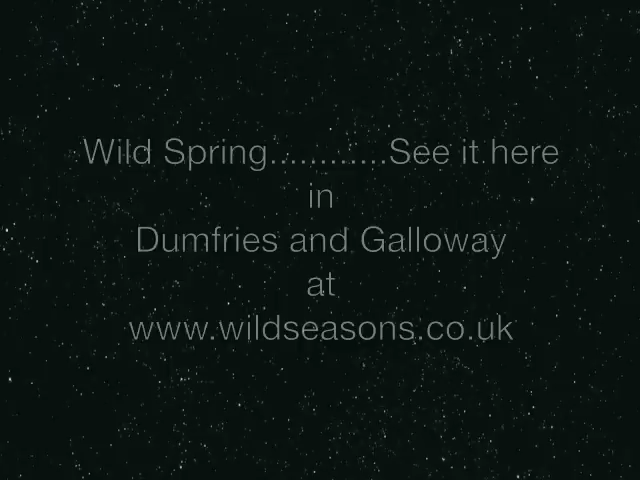 Wild Spring............See it here
in
Dumfries and Galloway
at
www.wildseasons.co.uk